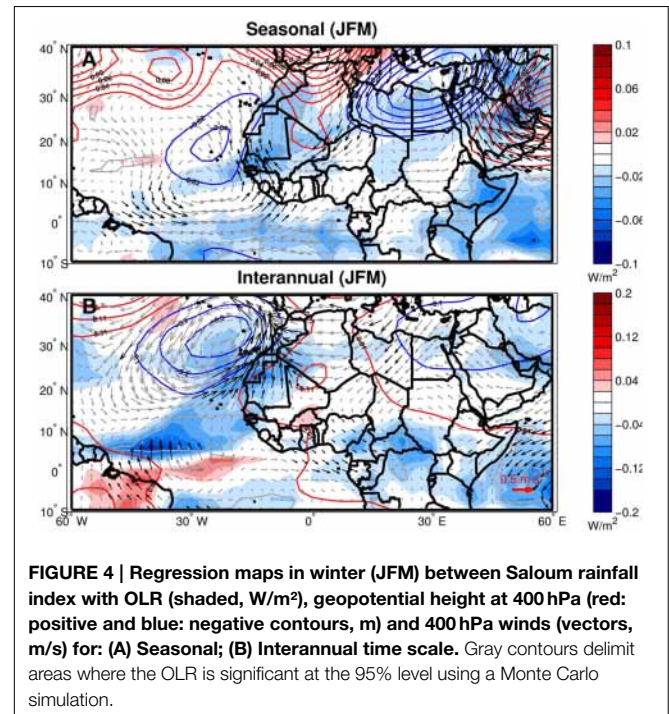 Seasonal (JFM)
A
40° N
30° N
20° N
10° N
0°
10° S
0.1
0.06
0.02
−0.02
−0.06
−0.1
W/m²
Interannual (JFM)
B
40° N
30° N
20° N
10° N
0°
10° S
60° W
30° W
0°
30° E
60° E
0.2
0.12
0.04
−0.04
−0.12
−0.2
W/m²
FIGURE 4 | Regression maps in winter (JFM) between Saloum rainfall
index with OLR (shaded, W/m²), geopotential height at 400 hPa (red:
positive and blue: negative contours, m) and 400 hPa winds (vectors,
m/s) for: (A) Seasonal; (B) Interannual time scale. Gray contours delimit
areas where the OLR is significant at the 95% level using a Monte Carlo
simulation.